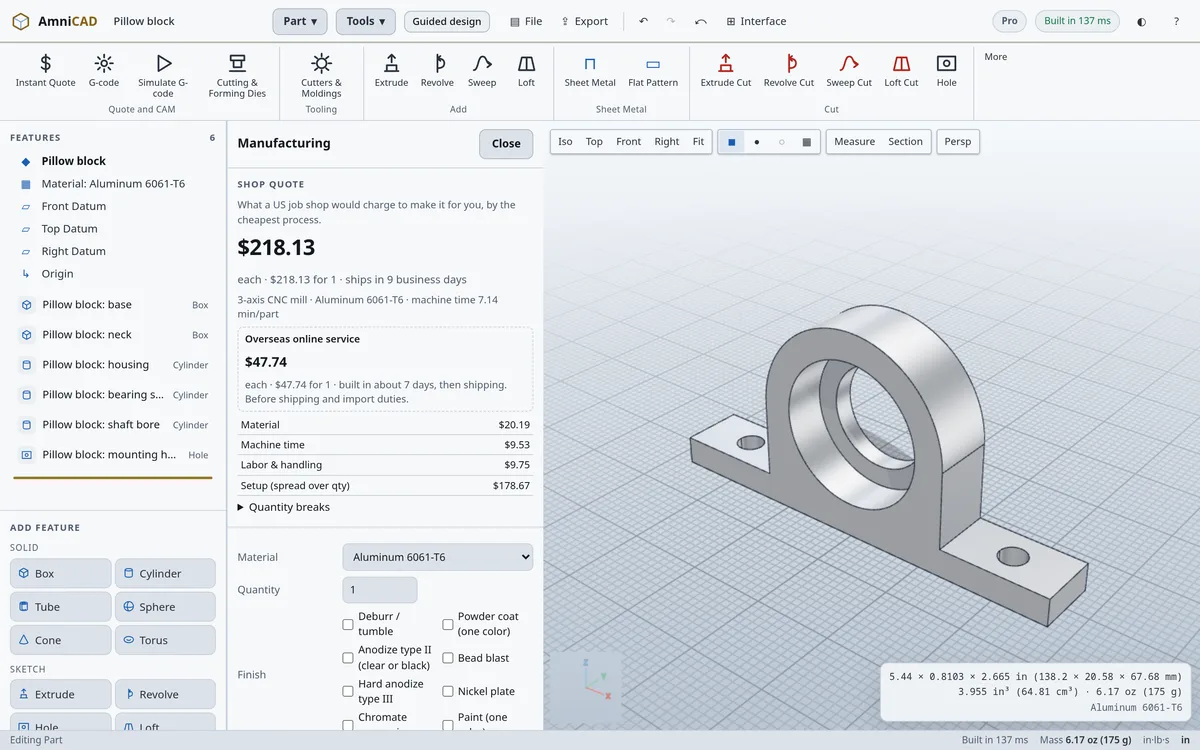 AmniCAD
Pillow block
Part ▾
Tools ▾
Guided design
File
Export
Interface
Pro
Built in 137 ms
?
Instant Quote
G-code
Simulate G-
code
Cutting &
Forming Dies
Quote and CAM
Cutters &
Moldings
Tooling
Extrude
Revolve
Sweep
Loft
Add
Sheet Metal
Flat Pattern
Sheet Metal
Extrude Cut
Revolve Cut
Sweep Cut
Loft Cut
Hole
Cut
More
FEATURES 6
Pillow block
Material: Aluminum 6061-T6
Front Datum
Top Datum
Right Datum
Origin
Pillow block: base Box
Pillow block: neck Box
Pillow block: housing Cylinder
Pillow block: bearing s... Cylinder
Pillow block: shaft bore Cylinder
Pillow block: mounting h... Hole
ADD FEATURE
SOLID
Box
Cylinder
Tube
Sphere
Cone
Torus
SKETCH
Extrude
Revolve
Hole
Loft
Manufacturing
Close
SHOP QUOTE
What a US job shop would charge to make it for you, by the
cheapest process.
$218.13
each · $218.13 for 1 · ships in 9 business days
3-axis CNC mill · Aluminum 6061-T6 · machine time 7.14
min/part
Overseas online service
$47.74
each · $47.74 for 1 · built in about 7 days, then shipping.
Before shipping and import duties.
Material $20.19
Machine time $9.53
Labor & handling $9.75
Setup (spread over qty) $178.67
Quantity breaks
Material
Aluminum 6061-T6
Quantity
1
Finish
Deburr /
tumble
Powder coat
(one color)
Anodize type II
(clear or black)
Bead blast
Hard anodize
type III
Nickel plate
Chromate
Paint (one
Iso
Top
Front
Right
Fit
Measure
Section
Persp
Z
Y
X
5.44 × 0.8103 × 2.665 in (138.2 × 20.58 × 67.68 mm)
3.955 in³ (64.81 cm³) · 6.17 oz (175 g)
Aluminum 6061-T6
Editing Part
Built in 137 ms
Mass 6.17 oz (175 g)
in·lb·s
in